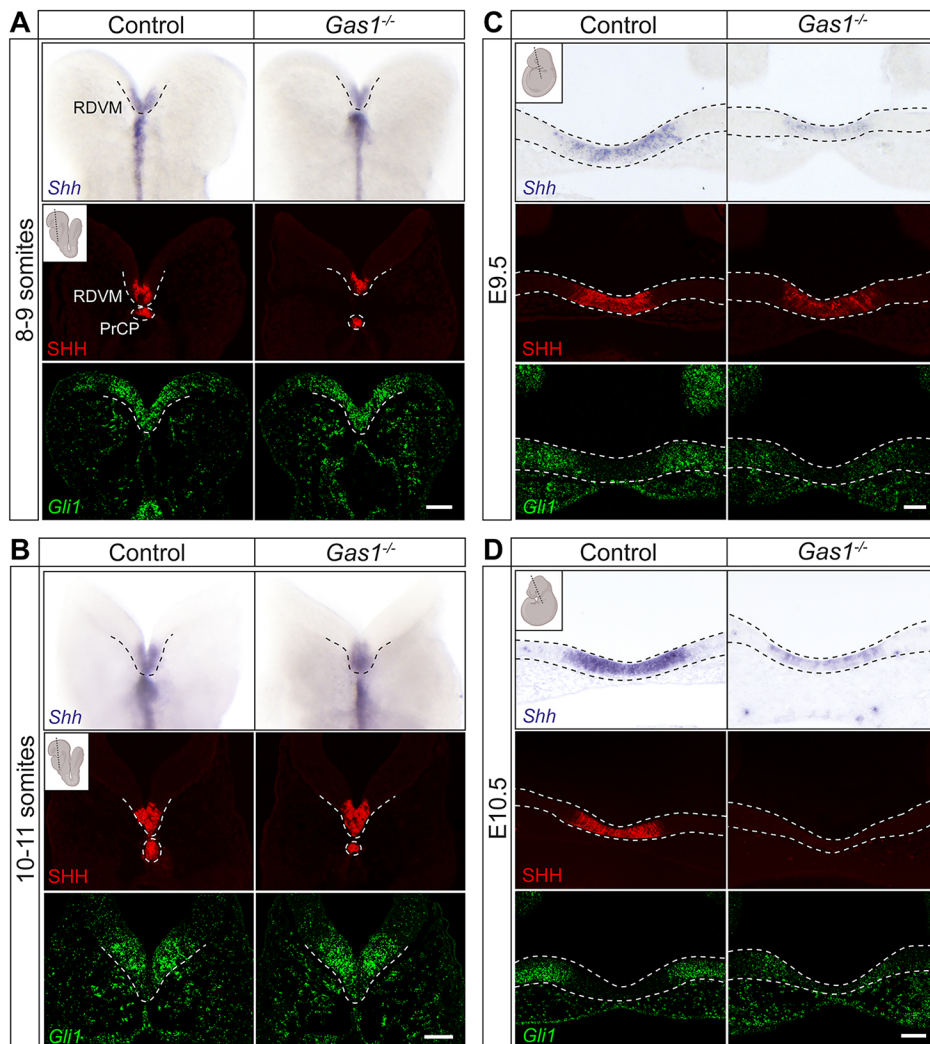 A
Control
Gas1-/-
8-9 somites
RDVM
Shh
RDVM
PrCP
SHH
Gli1
B
Control
Gas1-/-
10-11 somites
Shh
SHH
Gli1
C
Control
Gas1-/-
E9.5
Shh
SHH
Gli1
D
Control
Gas1-/-
E10.5
Shh
SHH
Gli1